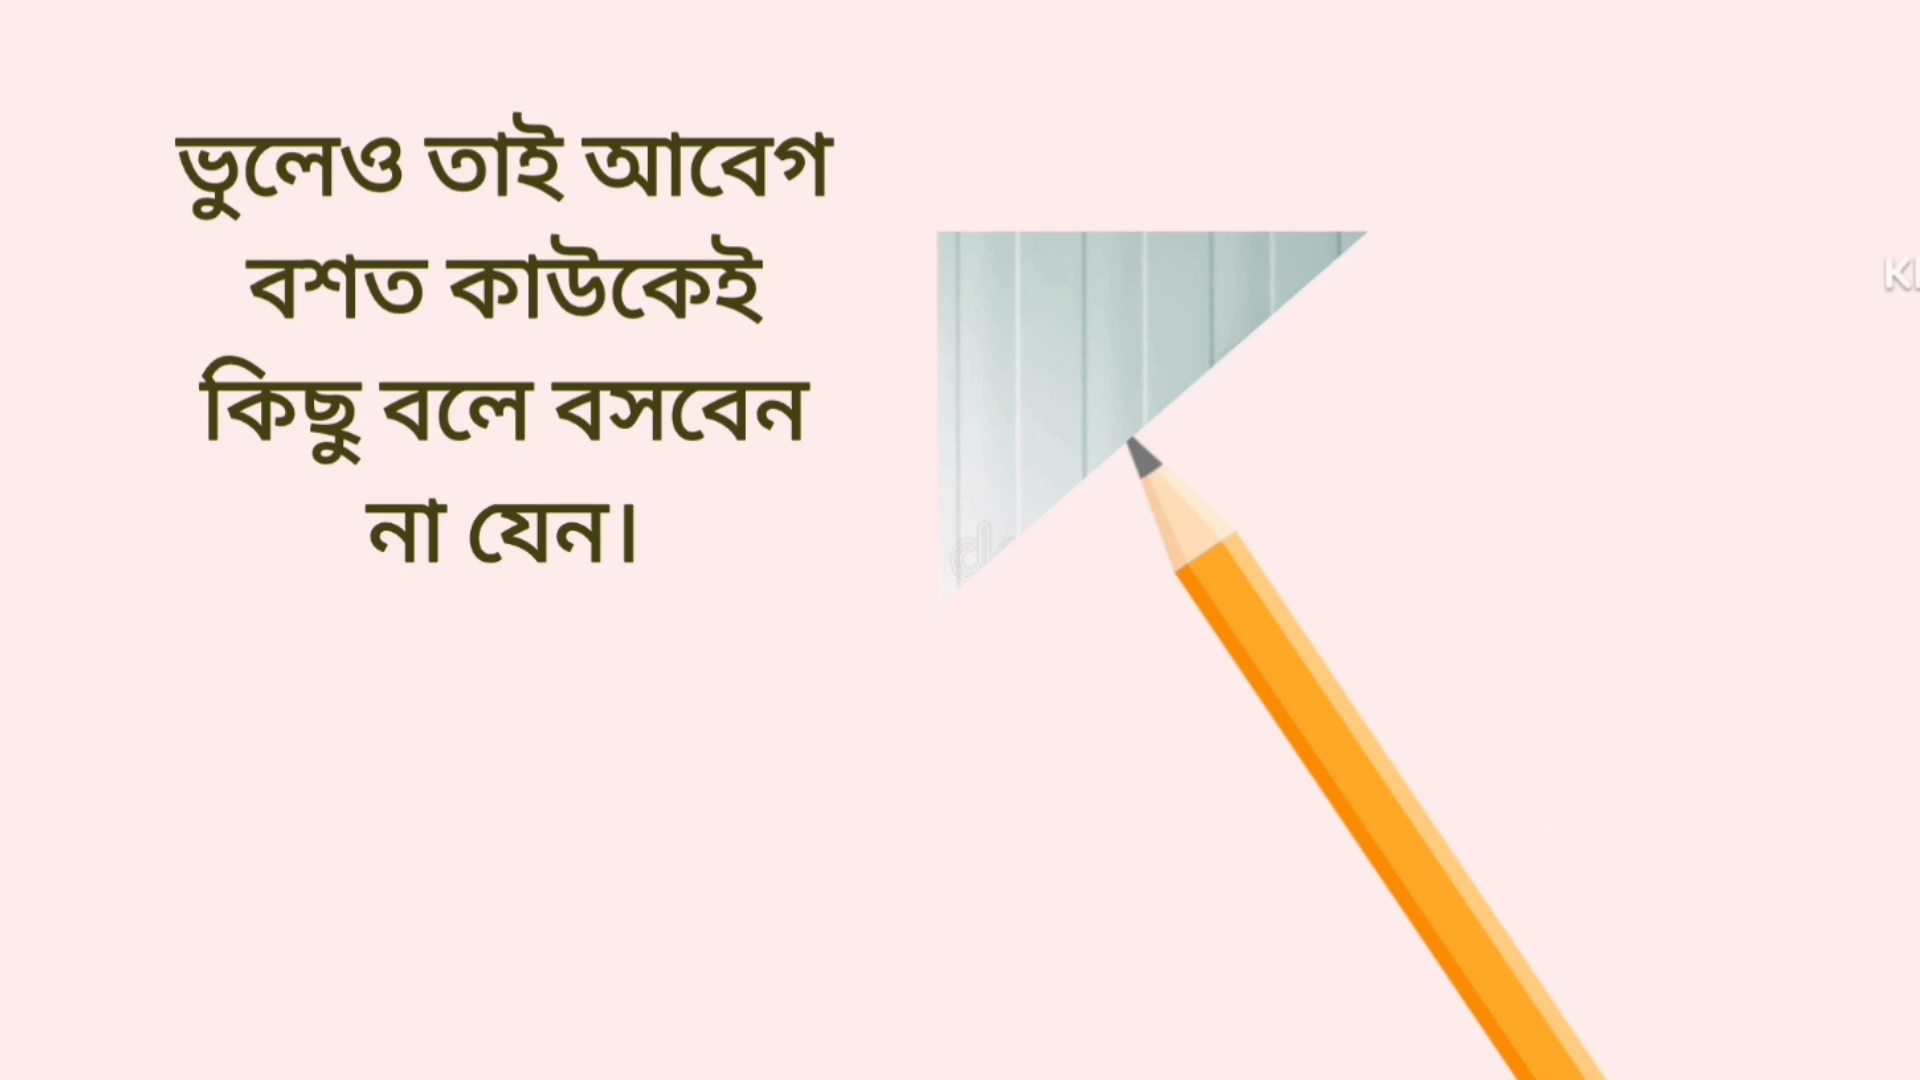 ভুলেও তাই আবেগ
বশত কাউকেই
কিছু বলে বসবেন
না যেন।